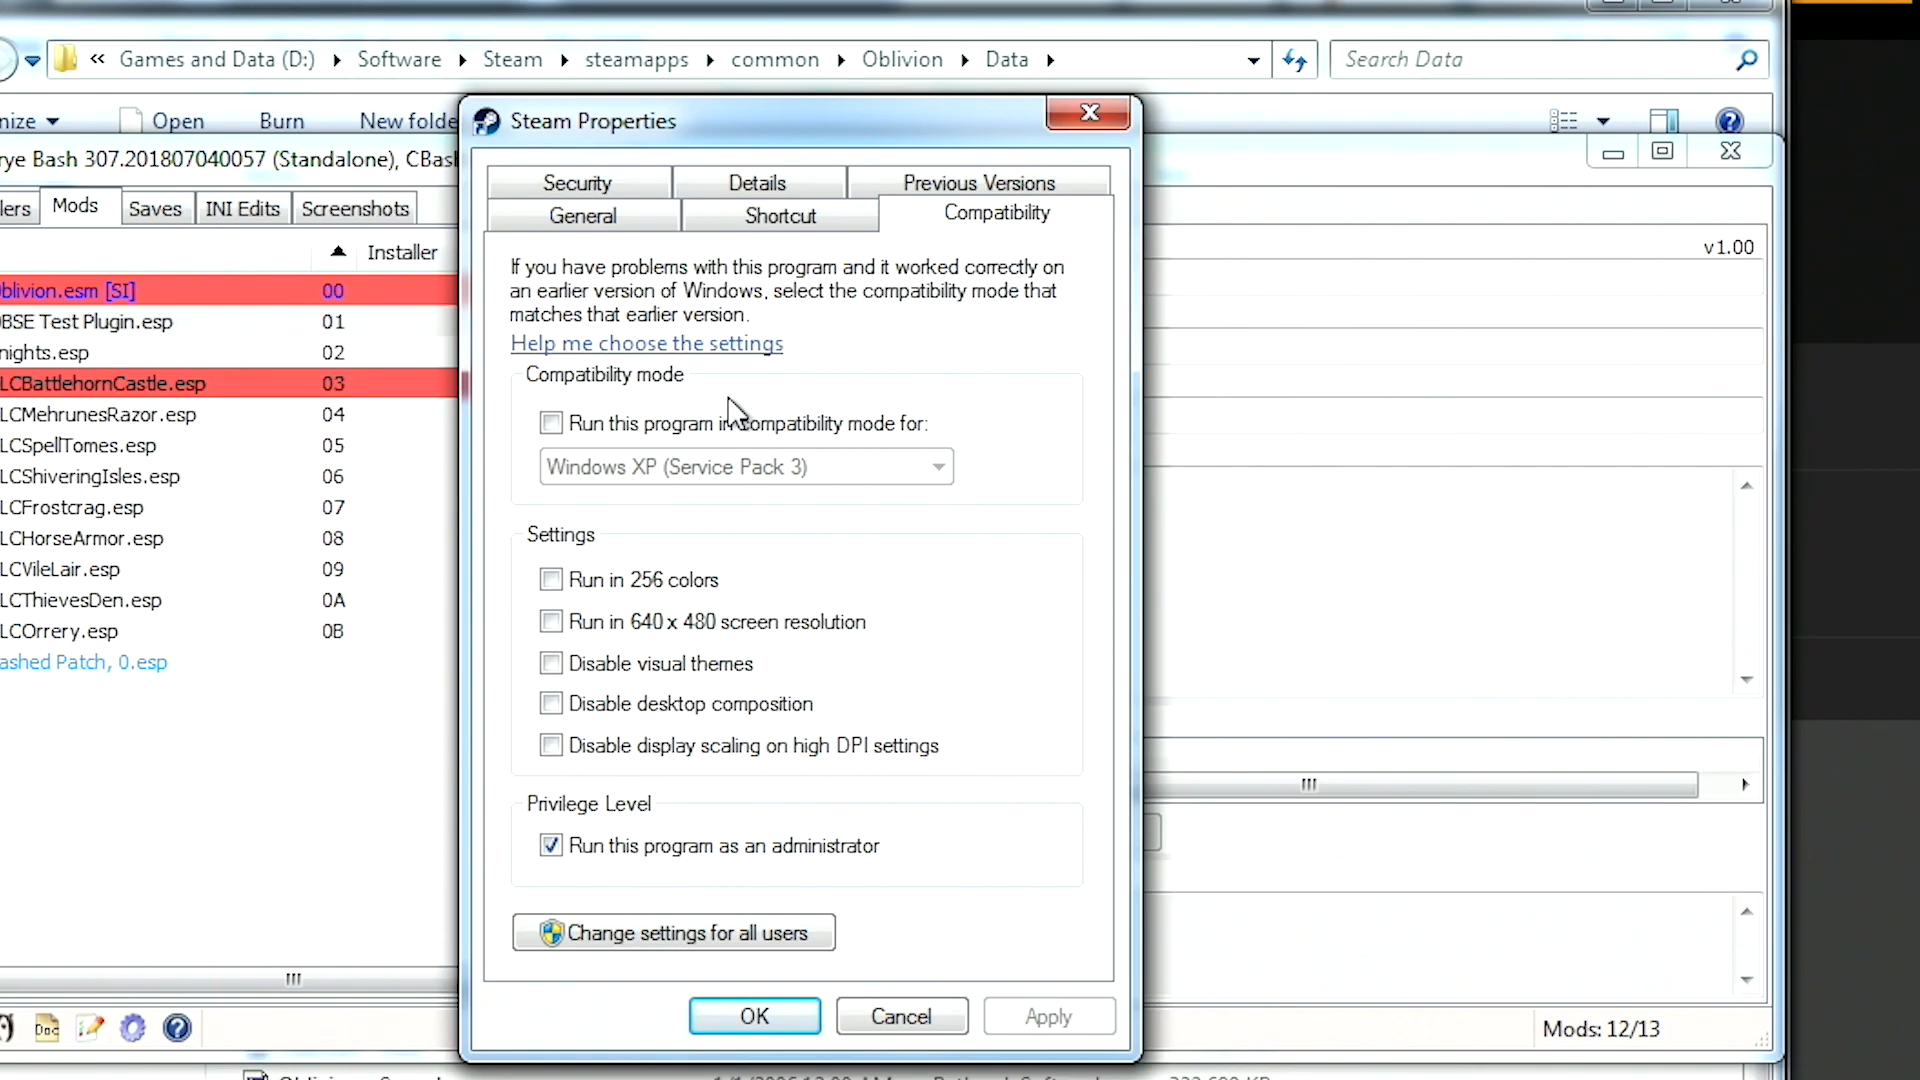 « Games and Data (D:) Software Steam steamapps common Oblivion Data
Search Data
nize Open Burn New folde
Steam Properties
rye Bash 307.201807040057 (Standalone), CBash
lers Mods Saves INI Edits Screenshots
Installer
blivion.esm [SI] 00
BSE Test Plugin.esp 01
nights.esp 02
LCBattlehornCastle.esp 03
LCMehrunesRazor.esp 04
LCSpellTomes.esp 05
LCShiveringIsles.esp 06
LCFrostcrag.esp 07
LCHorseArmor.esp 08
LCVileLair.esp 09
LCThievesDen.esp 0A
LCOrrery.esp 0B
ashed Patch, 0.esp
Security Details Previous Versions
General Shortcut Compatibility
v1.00
If you have problems with this program and it worked correctly on
an earlier version of Windows, select the compatibility mode that
matches that earlier version.
Help me choose the settings
Compatibility mode
Run this program in compatibility mode for:
Windows XP (Service Pack 3)
Settings
Run in 256 colors
Run in 640 x 480 screen resolution
Disable visual themes
Disable desktop composition
Disable display scaling on high DPI settings
Privilege Level
Run this program as an administrator
Change settings for all users
OK Cancel Apply
Doc
Mods: 12/13